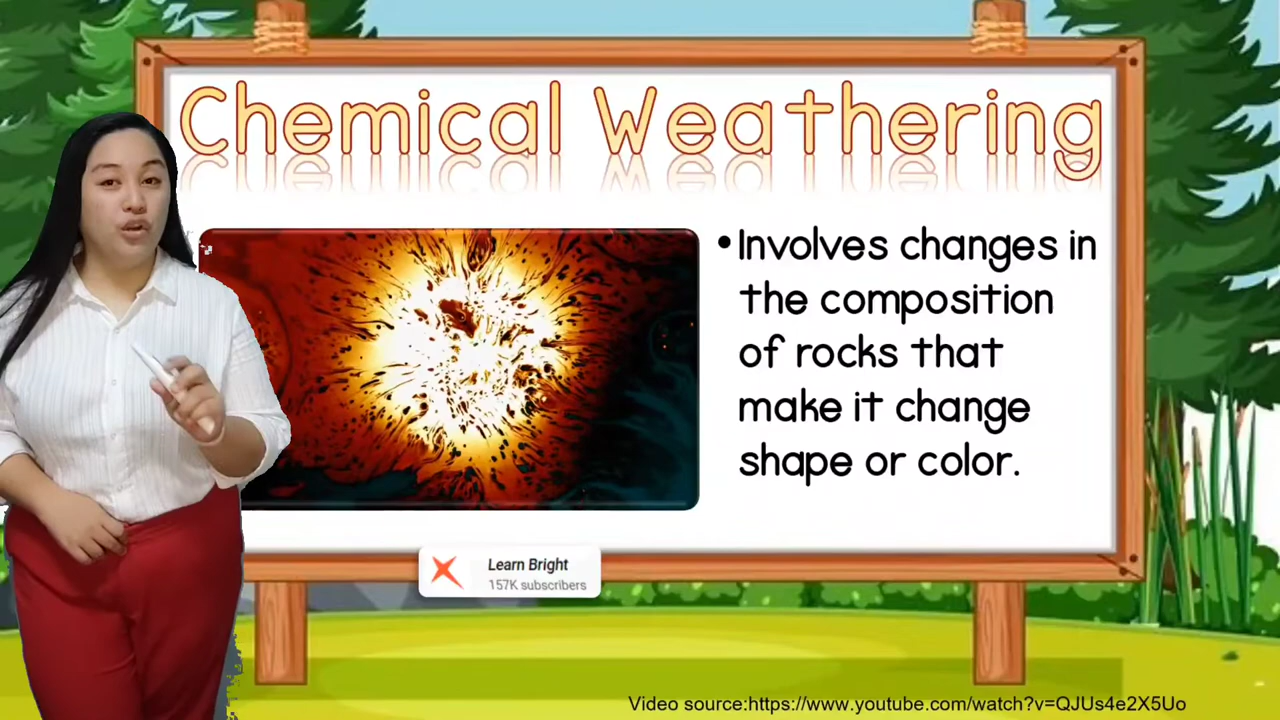 Chemical Weathering
• Involves changes in
the composition
of rocks that
make it change
shape or color.
Learn Bright
157K subscribers
Video source:https://www.youtube.com/watch?v=QJUs4e2X5Uo